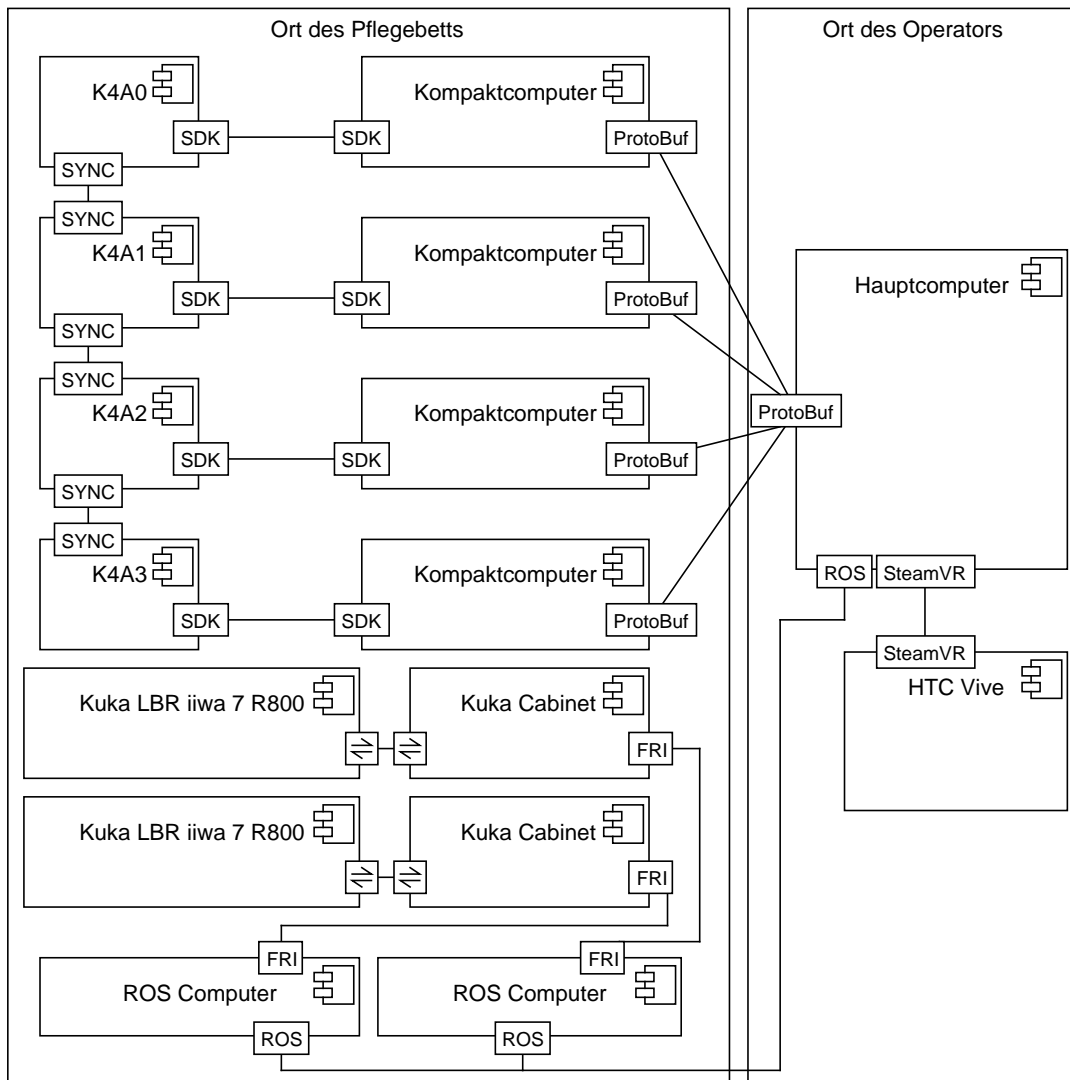 Ort des Pflegebetts
Ort des Operators
K4A0
Kompaktcomputer
SDK
SDK
ProtoBuf
SYNC
SYNC
K4A1
Kompaktcomputer
SDK
SDK
ProtoBuf
Hauptcomputer
SYNC
SYNC
K4A2
Kompaktcomputer
ProtoBuf
SDK
SDK
ProtoBuf
SYNC
SYNC
K4A3
Kompaktcomputer
SDK
SDK
ProtoBuf
ROS
SteamVR
SteamVR
HTC Vive
Kuka LBR iiwa 7 R800
Kuka Cabinet
FRI
Kuka LBR iiwa 7 R800
Kuka Cabinet
FRI
FRI
FRI
ROS Computer
ROS Computer
ROS
ROS